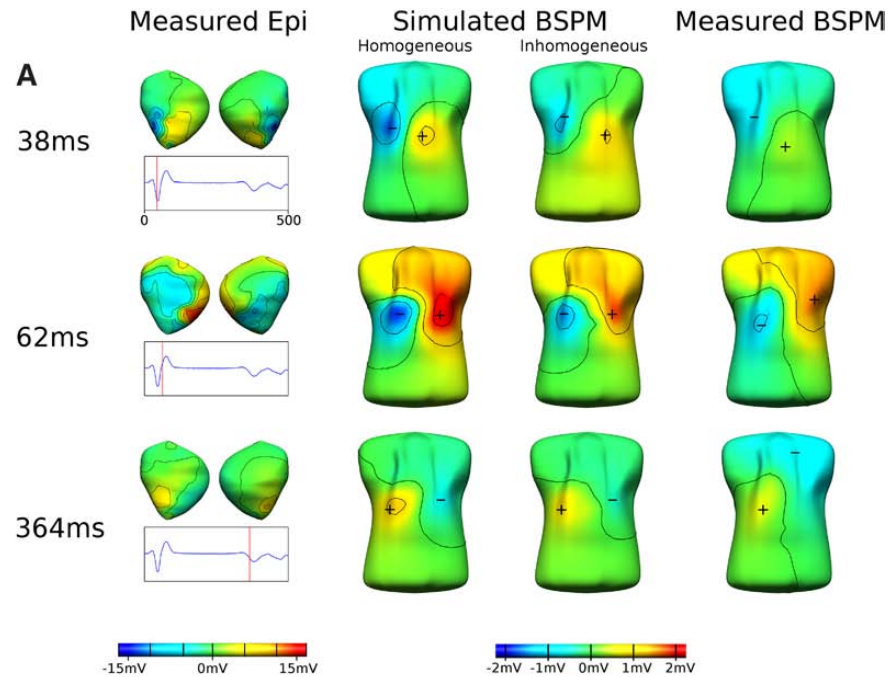 Measured Epi Simulated BSPM Measured BSPM
Homogeneous Inhomogeneous
A
38ms
- + - + - +
0 500
62ms
- + - + - +
364ms
+ - + - + -
-15mV 0mV 15mV -2mV -1mV 0mV 1mV 2mV